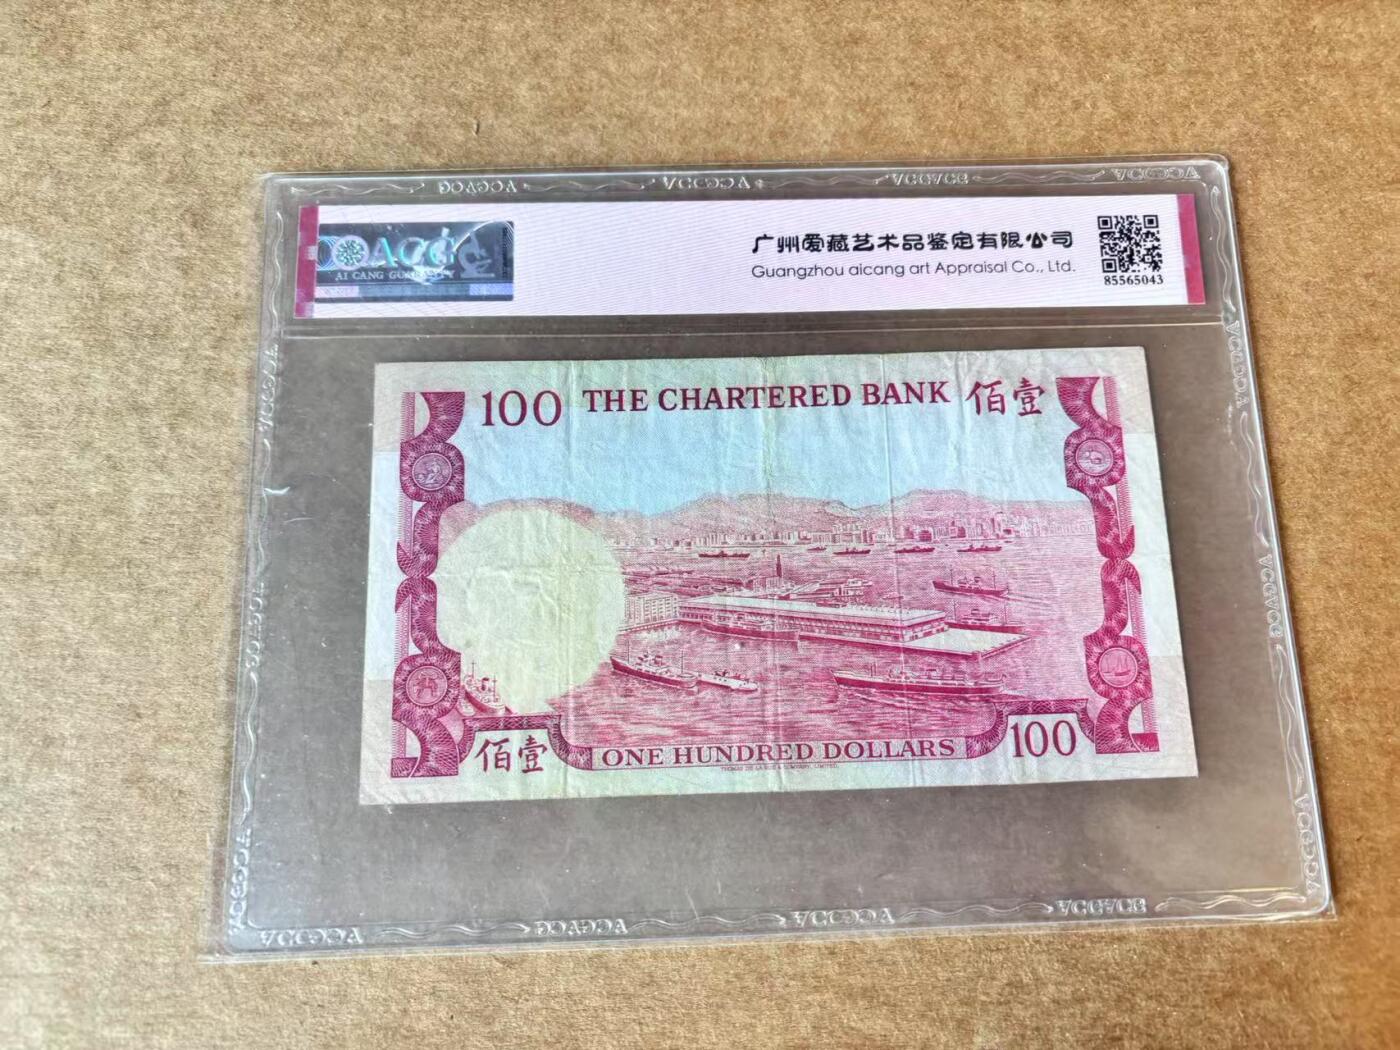 ACG
AI CANG GUARANTY
广州爱藏艺术品鉴定有限公司
Guangzhou aicang art Appraisal Co., Ltd.
85565043
100 THE CHARTERED BANK 佰壹
佰壹 ONE HUNDRED DOLLARS 100
THOMAS DE LA RUE & COMPANY, LIMITED.